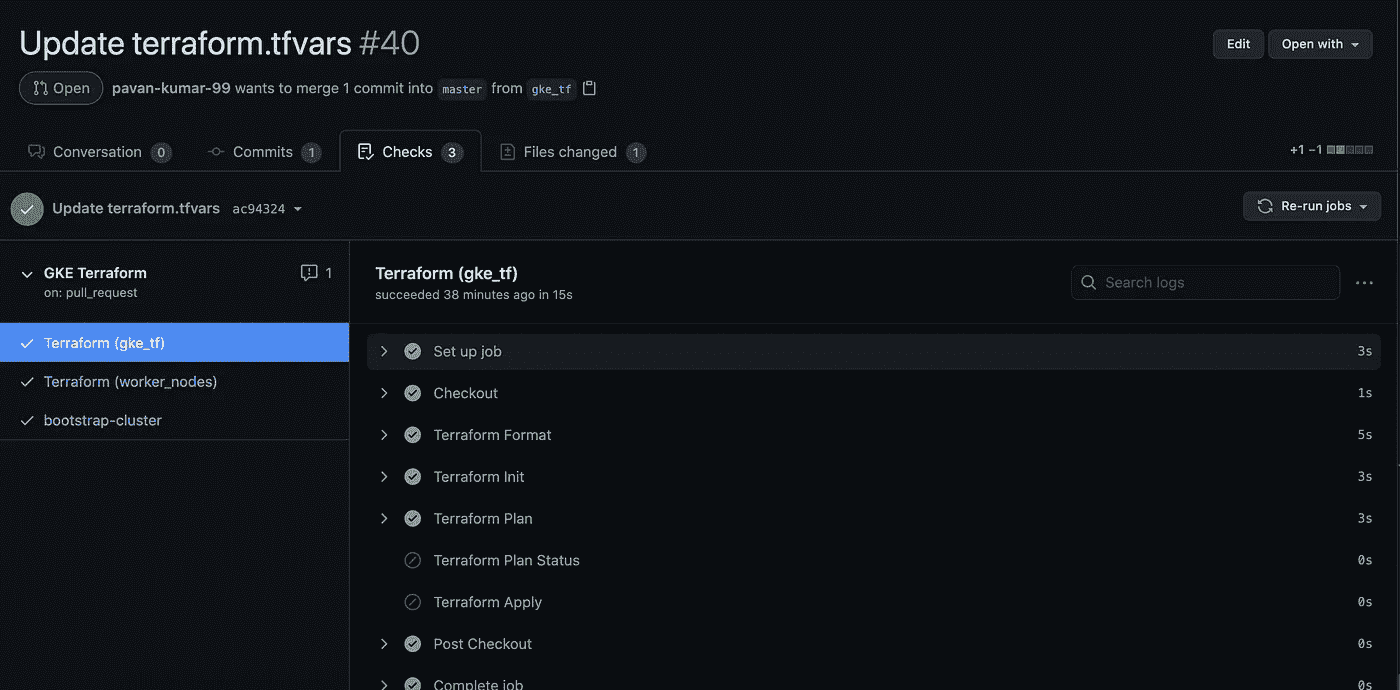 Update terraform.tfvars #40
Edit
Open with
Open
pavan-kumar-99 wants to merge 1 commit into master from gke_tf
Conversation 0
Commits 1
Checks 3
Files changed 1
+1 −1
Update terraform.tfvars ac94324
Re-run jobs
GKE Terraform 1
on: pull_request
Terraform (gke_tf)
Terraform (worker_nodes)
bootstrap-cluster
Terraform (gke_tf)
succeeded 38 minutes ago in 15s
Search logs
Set up job 3s
Checkout 1s
Terraform Format 5s
Terraform Init 3s
Terraform Plan 3s
Terraform Plan Status 0s
Terraform Apply 0s
Post Checkout 0s
Complete job 0s